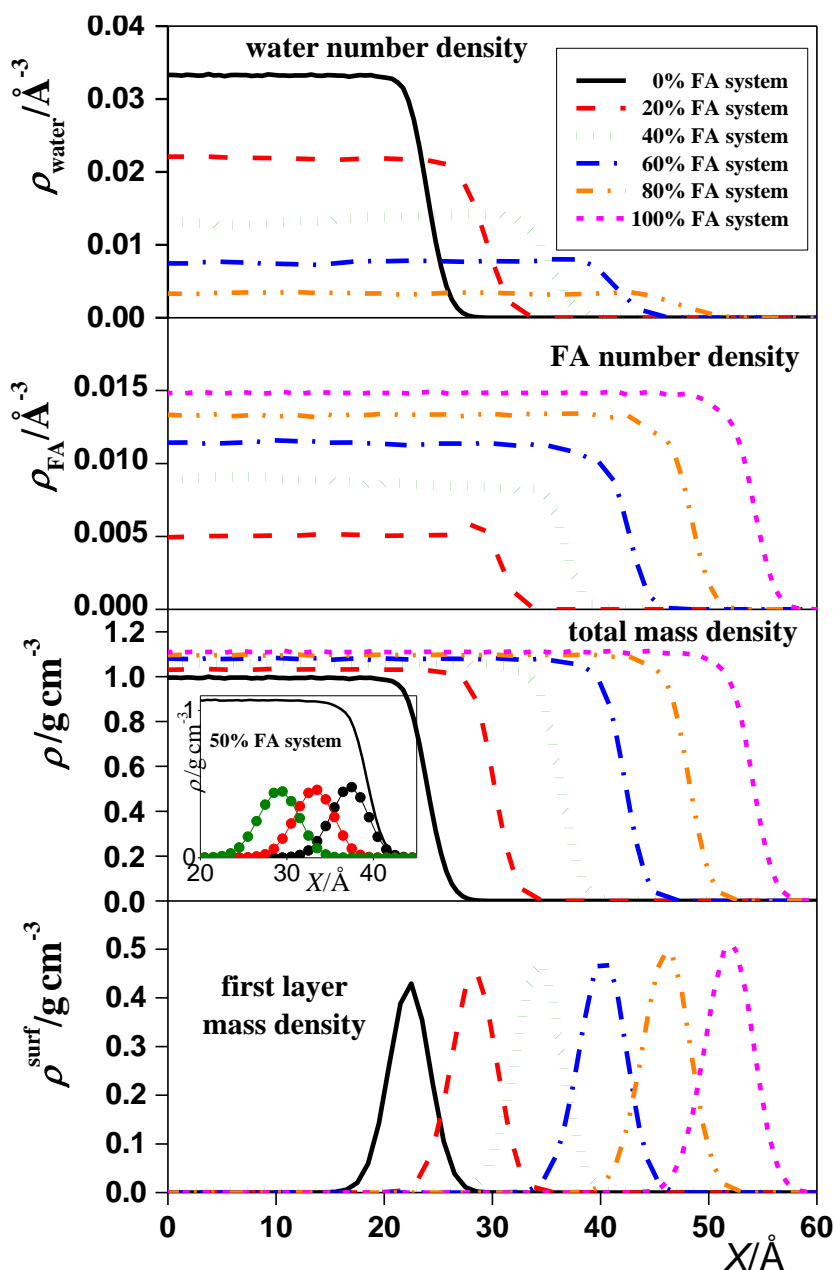 water number density
0% FA system
20% FA system
40% FA system
60% FA system
80% FA system
100% FA system
0.04
0.03
0.02
0.01
0.00
ρwater/Å-3
FA number density
0.015
0.010
0.005
0.000
ρFA/Å-3
total mass density
1.2
1.0
0.8
0.6
0.4
0.2
0.0
ρ/g cm-3
50% FA system
1
0
ρ/g cm-3
20 30 40
X/Å
first layer
mass density
0.5
0.4
0.3
0.2
0.1
0.0
ρsurf/g cm-3
0 10 20 30 40 50 60
X/Å